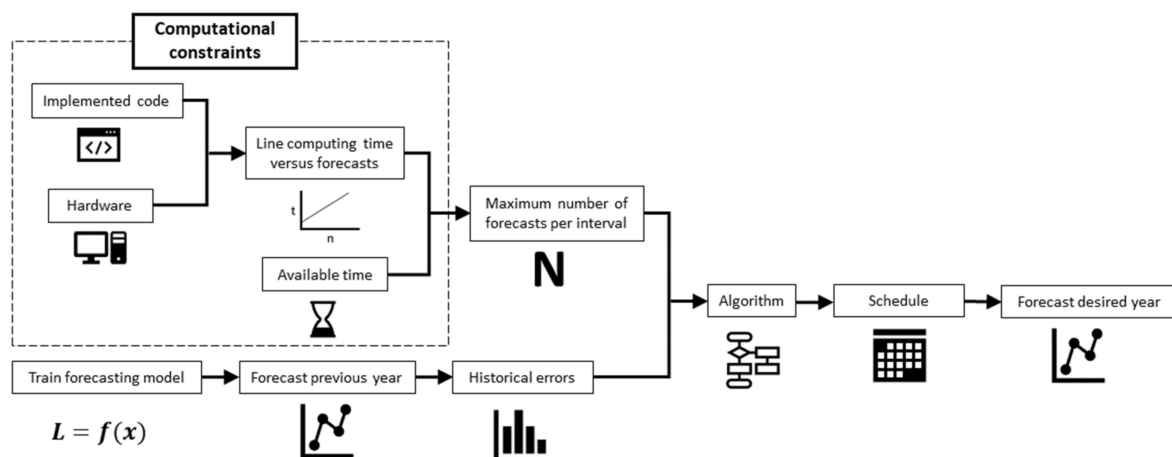 Computational
constraints
Implemented code
</>
Hardware
Line computing time
versus forecasts
t
n
Available time
Maximum number of
forecasts per interval
N
Algorithm
Schedule
Forecast desired year
Train forecasting model
Forecast previous year
Historical errors
L = f(x)